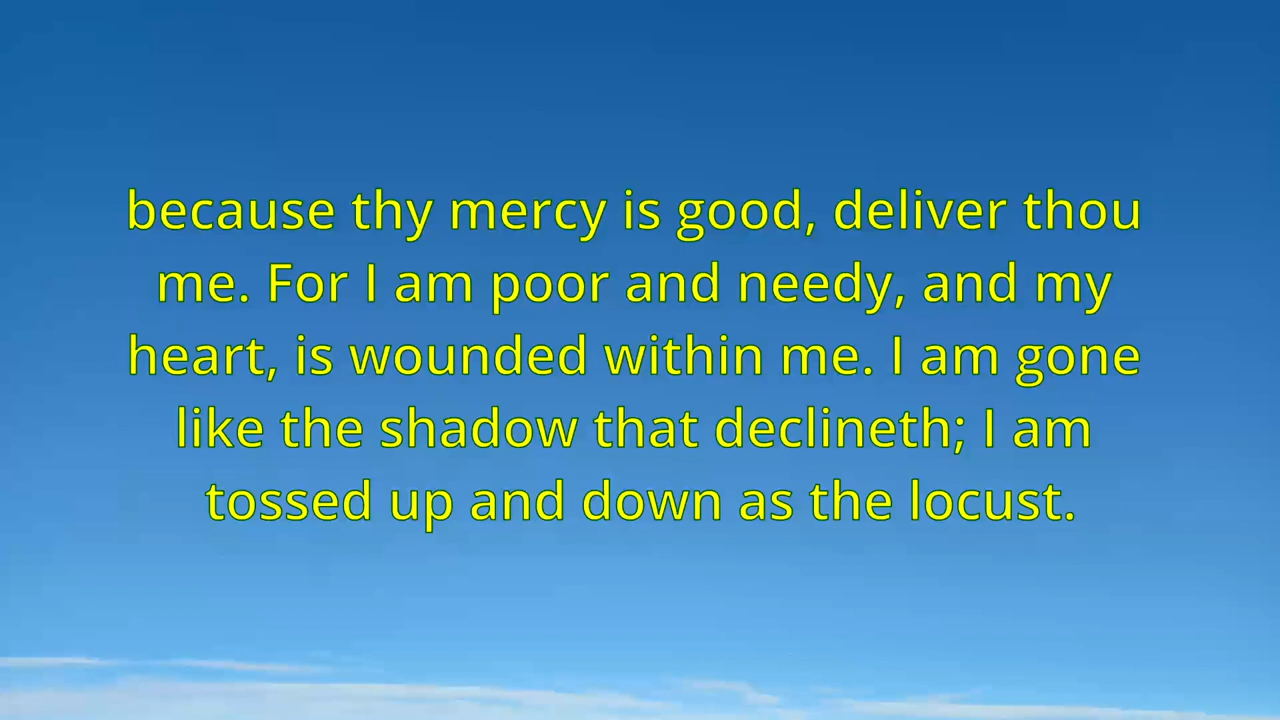 because thy mercy is good, deliver thou
me. For I am poor and needy, and my
heart, is wounded within me. I am gone
like the shadow that declineth; I am
tossed up and down as the locust.